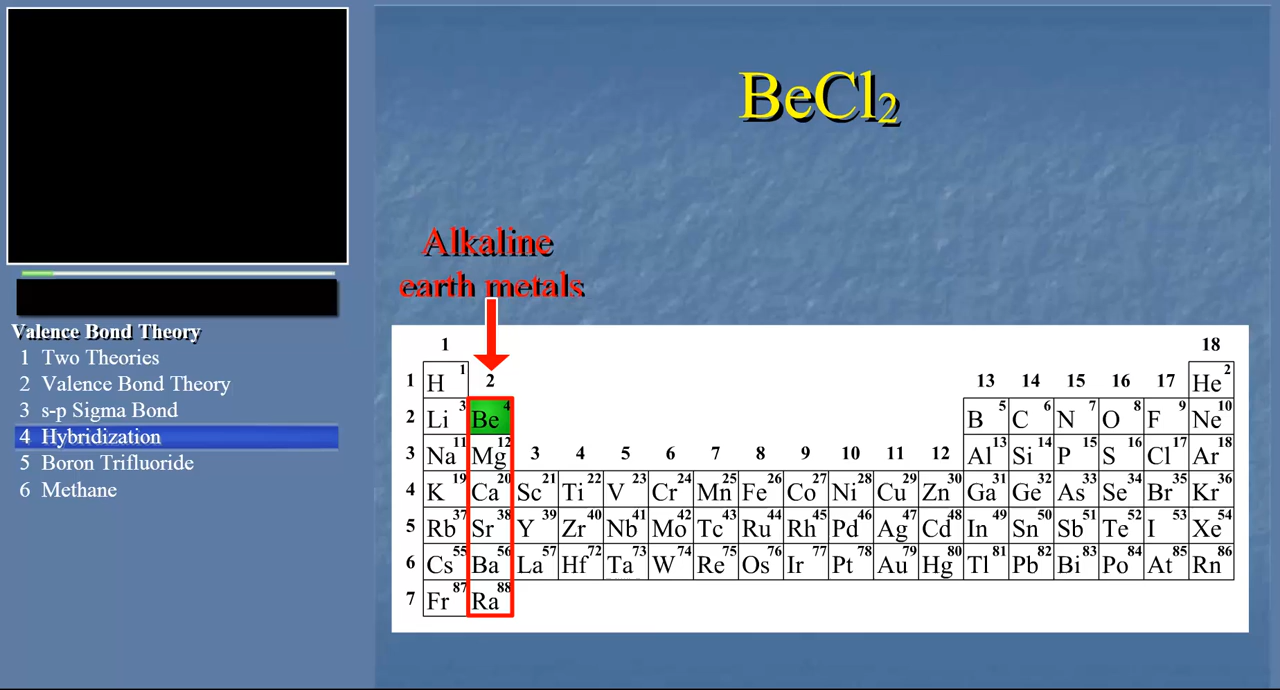 BeCl₂
Alkaline
earth metals
Valence Bond Theory
1 Two Theories
2 Valence Bond Theory
3 s-p Sigma Bond
4 Hybridization
5 Boron Trifluoride
6 Methane
1 18
1 H 1 2 13 14 15 16 17 He 2
2 Li 3 Be 4 B 5 C 6 N 7 O 8 F 9 Ne 10
3 Na 11 Mg 12 3 4 5 6 7 8 9 10 11 12 Al 13 Si 14 P 15 S 16 Cl 17 Ar 18
4 K 19 Ca 20 Sc 21 Ti 22 V 23 Cr 24 Mn 25 Fe 26 Co 27 Ni 28 Cu 29 Zn 30 Ga 31 Ge 32 As 33 Se 34 Br 35 Kr 36
5 Rb 37 Sr 38 Y 39 Zr 40 Nb 41 Mo 42 Tc 43 Ru 44 Rh 45 Pd 46 Ag 47 Cd 48 In 49 Sn 50 Sb 51 Te 52 I 53 Xe 54
6 Cs 55 Ba 56 La 57 Hf 72 Ta 73 W 74 Re 75 Os 76 Ir 77 Pt 78 Au 79 Hg 80 Tl 81 Pb 82 Bi 83 Po 84 At 85 Rn 86
7 Fr 87 Ra 88